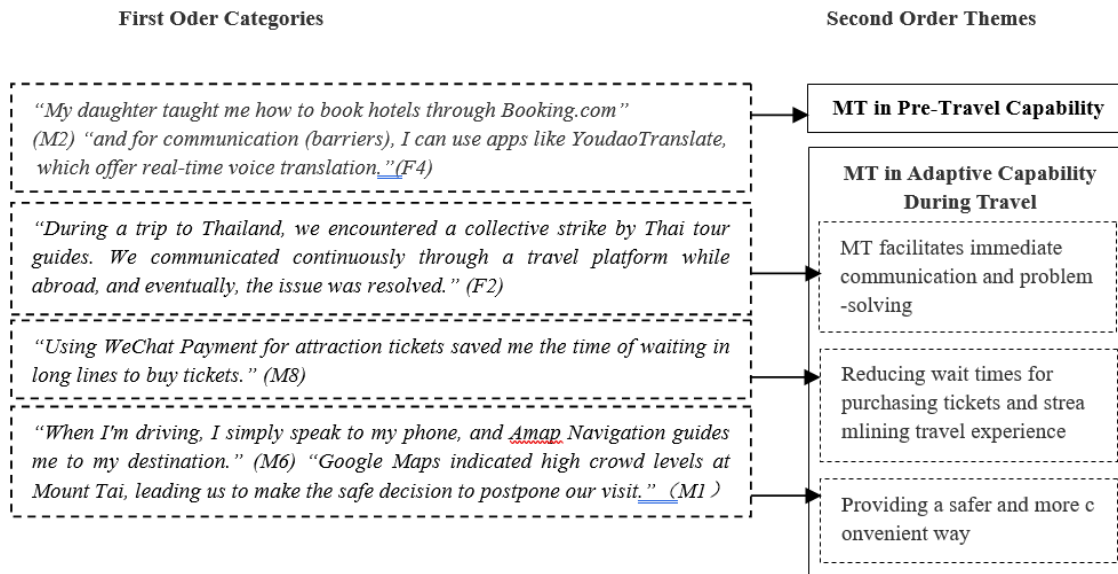 First Oder Categories
Second Order Themes
“My daughter taught me how to book hotels through Booking.com”
(M2) “and for communication (barriers), I can use apps like YoudaoTranslate,
which offer real-time voice translation.”(F4)
MT in Pre-Travel Capability
MT in Adaptive Capability
During Travel
“During a trip to Thailand, we encountered a collective strike by Thai tour
guides. We communicated continuously through a travel platform while
abroad, and eventually, the issue was resolved.” (F2)
MT facilitates immediate
communication and problem
-solving
“Using WeChat Payment for attraction tickets saved me the time of waiting in
long lines to buy tickets.” (M8)
Reducing wait times for
purchasing tickets and strea
mlining travel experience
“When I'm driving, I simply speak to my phone, and Amap Navigation guides
me to my destination.” (M6) “Google Maps indicated high crowd levels at
Mount Tai, leading us to make the safe decision to postpone our visit.” （M1）
Providing a safer and more c
onvenient way